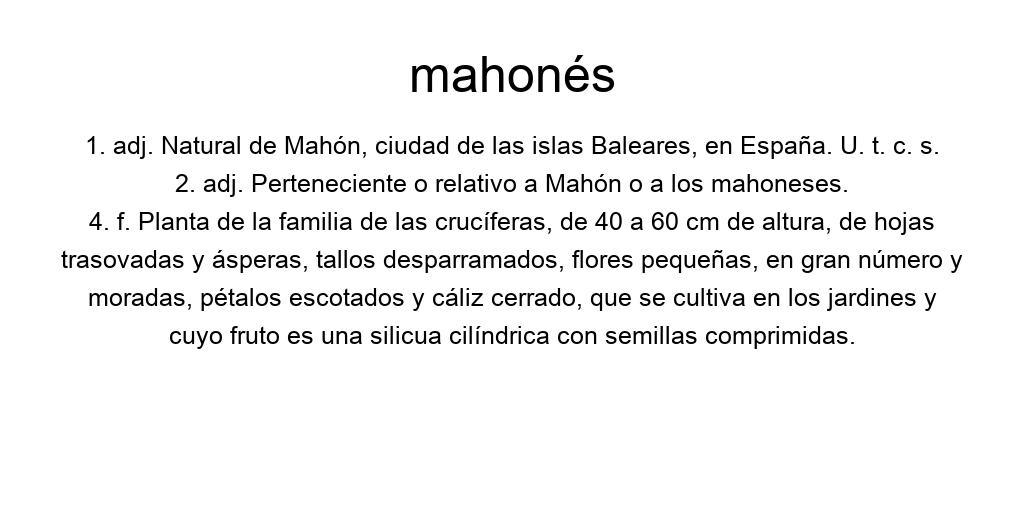 mahonés
1. adj. Natural de Mahón, ciudad de las islas Baleares, en España. U. t. c. s.
2. adj. Perteneciente o relativo a Mahón o a los mahoneses.
4. f. Planta de la familia de las crucíferas, de 40 a 60 cm de altura, de hojas
trasovadas y ásperas, tallos desparramados, flores pequeñas, en gran número y
moradas, pétalos escotados y cáliz cerrado, que se cultiva en los jardines y
cuyo fruto es una silicua cilíndrica con semillas comprimidas.